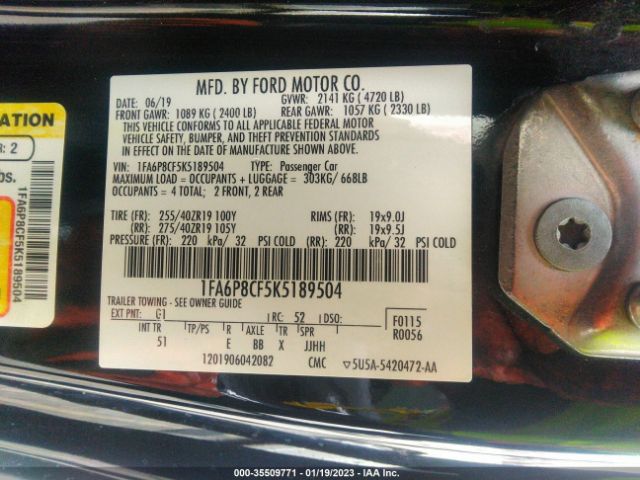 MFD. BY FORD MOTOR CO.
DATE: 06/19 GVWR: 2141 KG ( 4720 LB)
FRONT GAWR: 1089 KG ( 2400 LB) REAR GAWR: 1057 KG ( 2330 LB)
THIS VEHICLE CONFORMS TO ALL APPLICABLE FEDERAL MOTOR
VEHICLE SAFETY, BUMPER, AND THEFT PREVENTION STANDARDS
IN EFFECT ON THE DATE OF MANUFACTURE SHOWN ABOVE.
VIN: 1FA6P8CF5K5189504 TYPE: Passenger Car
MAXIMUM LOAD = OCCUPANTS + LUGGAGE = 303KG/ 668LB
OCCUPANTS = 4 TOTAL; 2 FRONT, 2 REAR
TIRE (FR): 255/40ZR19 100Y RIMS (FR): 19x9.0J
(RR): 275/40ZR19 105Y (RR): 19x9.5J
PRESSURE (FR): 220 kPa/ 32 PSI COLD (RR): 220 kPa/ 32 PSI COLD
1FA6P8CF5K5189504
TRAILER TOWING - SEE OWNER GUIDE
EXT PNT: G1 RC: 52 F0115
INT TR TP/PS R AXLE TR SPR R0056
51 E BB X JJHH
1201906042082 CMC 5U5A-5420472-AA
ATION
R: 2
bs.
1FA6P8CF5K5189504
000-35509771 - 01/19/2023 - IAA Inc.